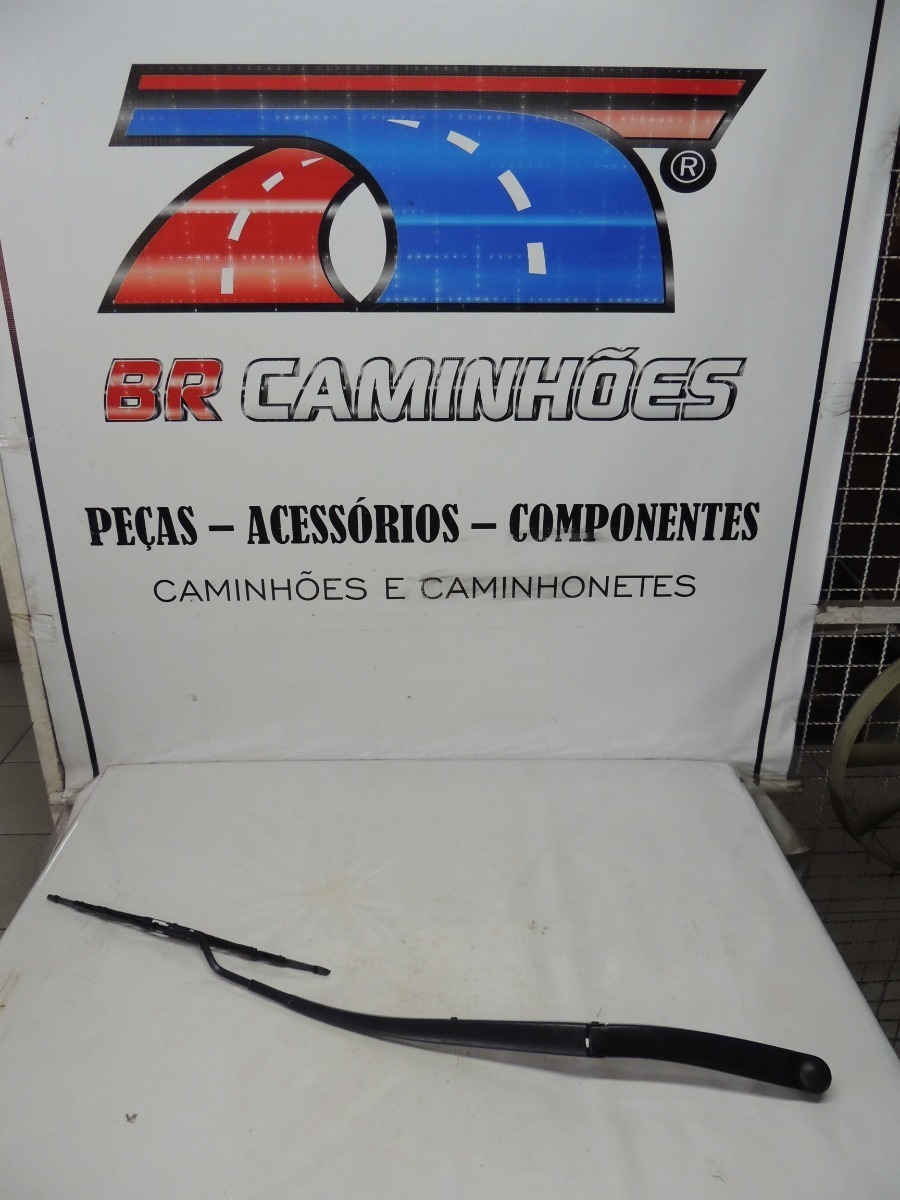 ®
BR CAMINHÕES
PEÇAS – ACESSÓRIOS – COMPONENTES
CAMINHÕES E CAMINHONETES